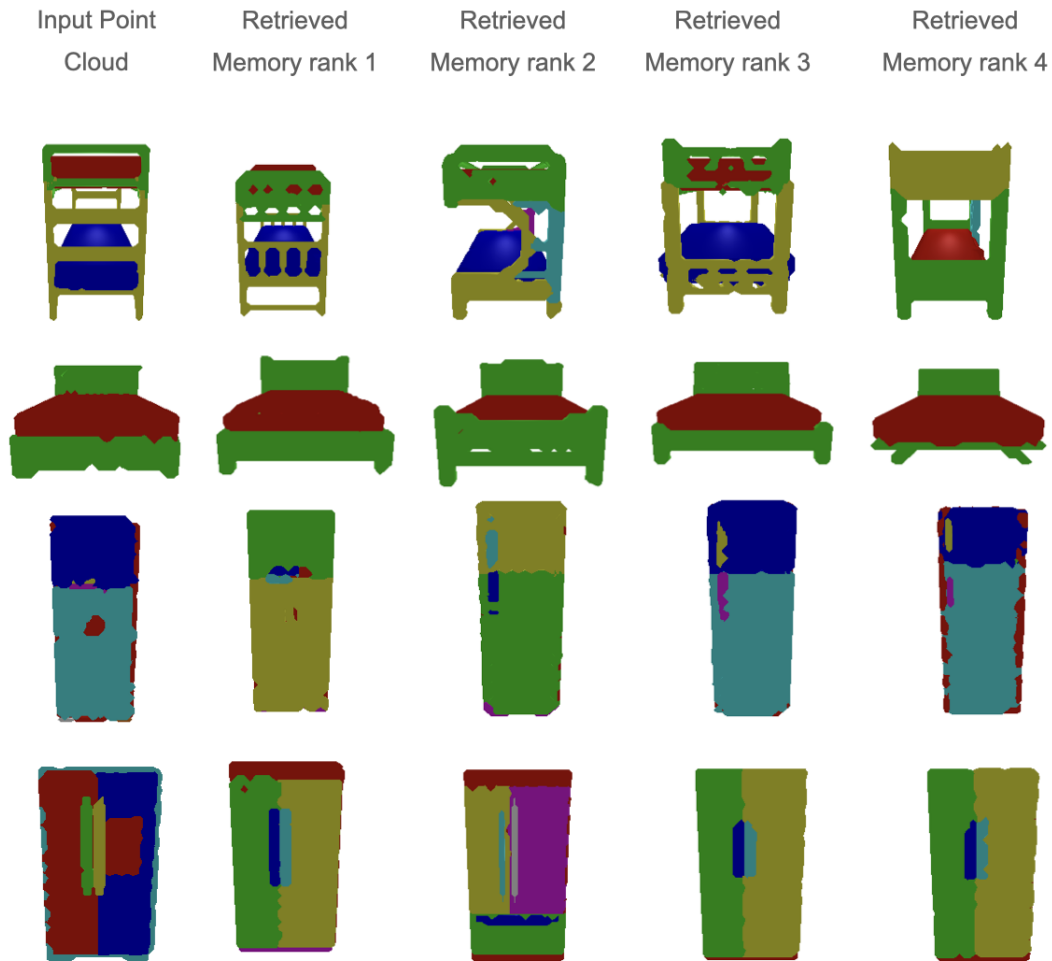 Input Point
Cloud
Retrieved
Memory rank 1
Retrieved
Memory rank 2
Retrieved
Memory rank 3
Retrieved
Memory rank 4